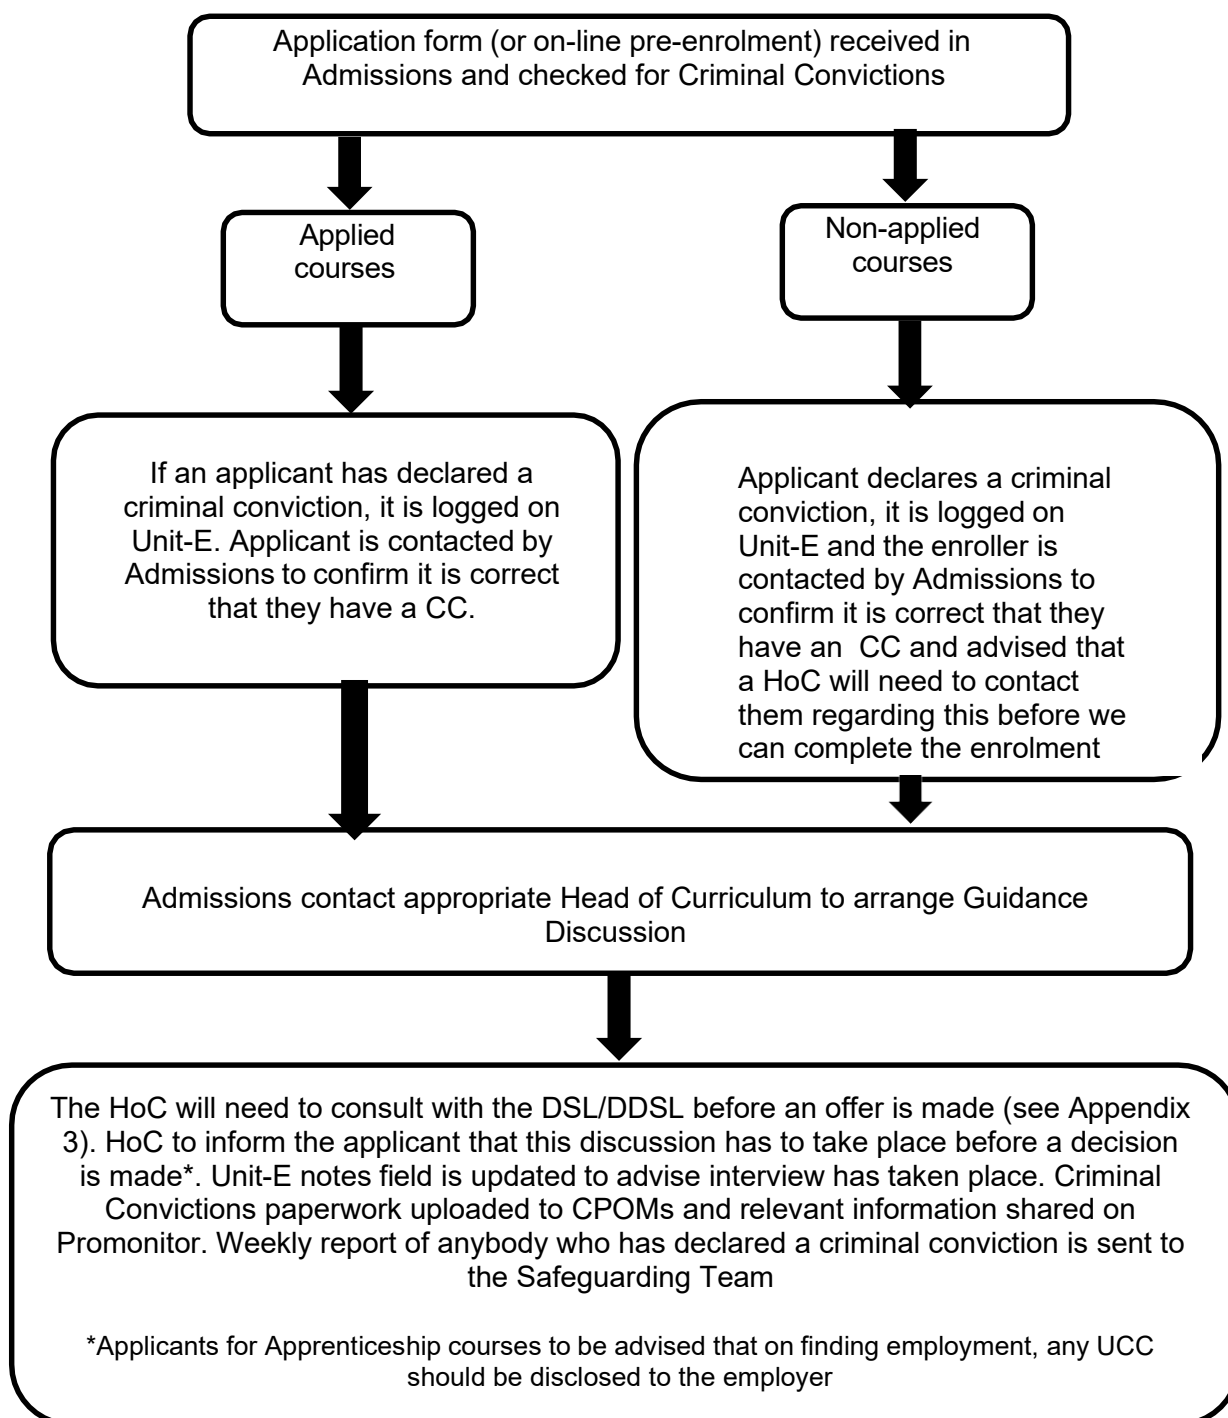 Application form (or on-line pre-enrolment) received in
Admissions and checked for Criminal Convictions
Applied
courses
Non-applied
courses
If an applicant has declared a
criminal conviction, it is logged on
Unit-E. Applicant is contacted by
Admissions to confirm it is correct
that they have a CC.
Applicant declares a criminal
conviction, it is logged on
Unit-E and the enroller is
contacted by Admissions to
confirm it is correct that they
have an  CC and advised that
a HoC will need to contact
them regarding this before we
can complete the enrolment
Admissions contact appropriate Head of Curriculum to arrange Guidance
Discussion
The HoC will need to consult with the DSL/DDSL before an offer is made (see Appendix
3). HoC to inform the applicant that this discussion has to take place before a decision
is made*. Unit-E notes field is updated to advise interview has taken place. Criminal
Convictions paperwork uploaded to CPOMs and relevant information shared on
Promonitor. Weekly report of anybody who has declared a criminal conviction is sent to
the Safeguarding Team
*Applicants for Apprenticeship courses to be advised that on finding employment, any UCC
should be disclosed to the employer